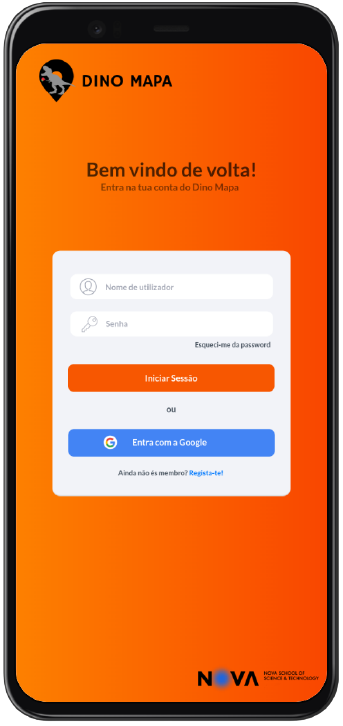 DINO MAPA
Bem vindo de volta!
Entra na tua conta do Dino Mapa
Nome de utilizador
Senha
Esqueci-me da password
Iniciar Sessão
ou
G
Entra com a Google
Ainda não és membro? Regista-te!
NOVA
NOVA SCHOOL OF
SCIENCE & TECHNOLOGY